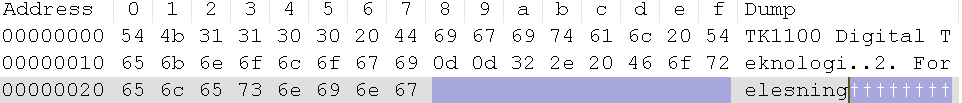 Address 0 1 2 3 4 5 6 7 8 9 a b c d e f Dump
00000000 54 4b 31 31 30 30 20 44 69 67 69 74 61 6c 20 54 TK1100 Digital T
00000010 65 6b 6e 6f 6c 6f 67 69 0d 0d 32 2e 20 46 6f 72 eknologi..2. For
00000020 65 6c 65 73 6e 69 6e 67 elesning††††††††